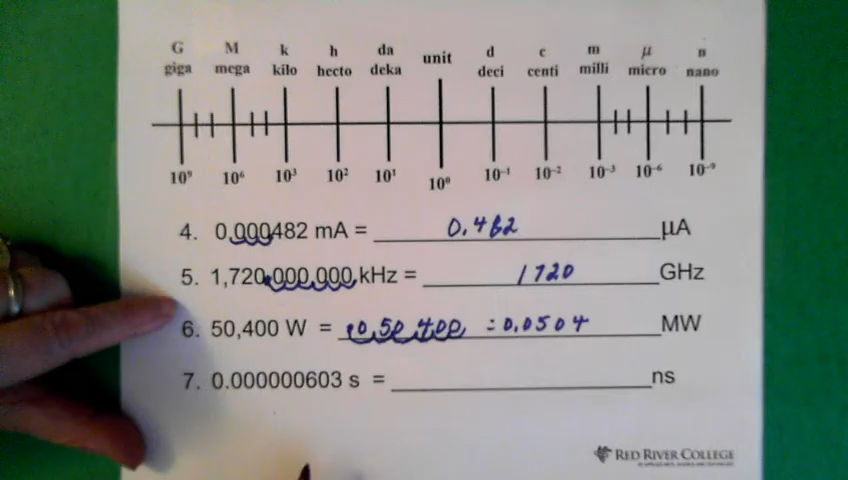 G M k h da unit d c m μ n
giga mega kilo hecto deka deci centi milli micro nano
10⁹ 10⁶ 10³ 10² 10¹ 10⁰ 10⁻¹ 10⁻² 10⁻³ 10⁻⁶ 10⁻⁹
4. 0.000482 mA = 0.482 μA
5. 1,720,000,000 kHz = 1720 GHz
6. 50,400 W = .050 400 = 0.0504 MW
7. 0.000000603 s = ns
RED RIVER COLLEGE